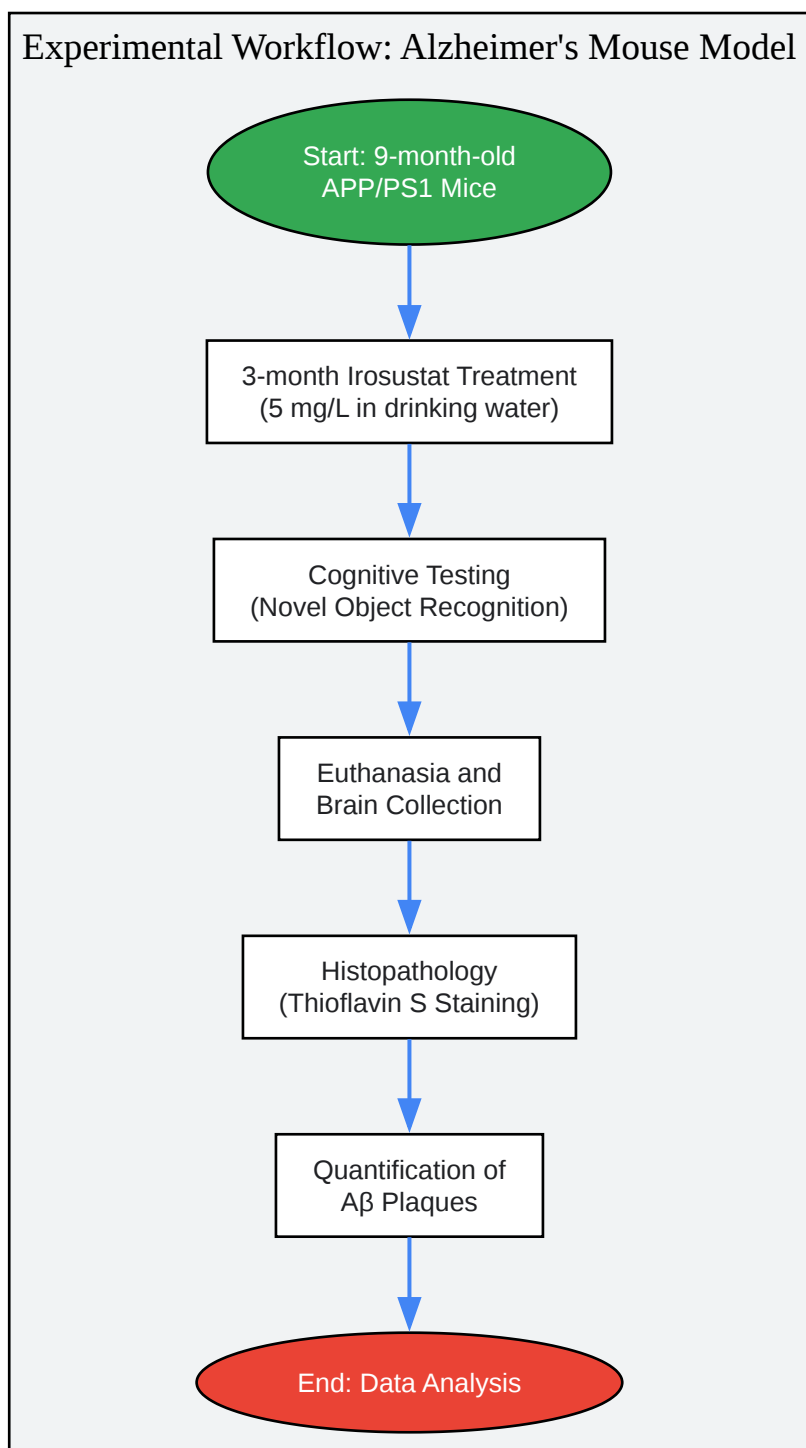 Experimental Workflow: Alzheimer's Mouse Model
Start: 9-month-old
APP/PS1 Mice
3-month Irosustat Treatment
(5 mg/L in drinking water)
Cognitive Testing
(Novel Object Recognition)
Euthanasia and
Brain Collection
Histopathology
(Thioflavin S Staining)
Quantification of
Aβ Plaques
End: Data Analysis